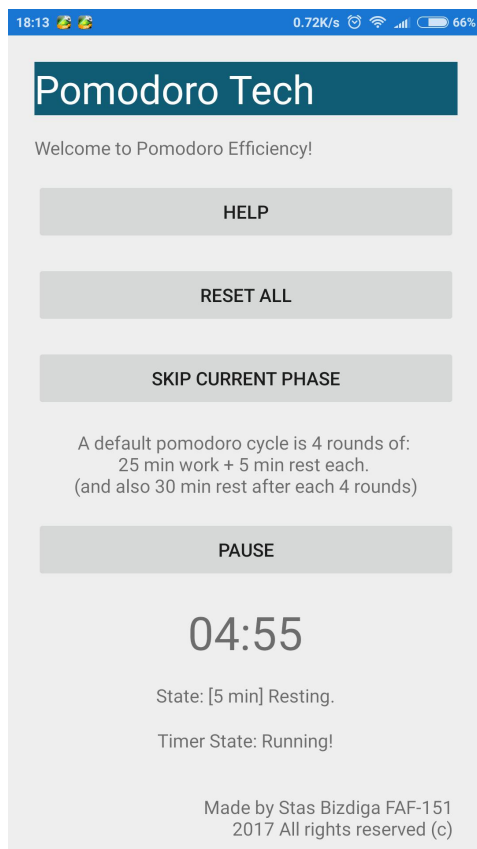 18:13 0.72K/s 66%
Pomodoro Tech
Welcome to Pomodoro Efficiency!
HELP
RESET ALL
SKIP CURRENT PHASE
A default pomodoro cycle is 4 rounds of:
25 min work + 5 min rest each.
(and also 30 min rest after each 4 rounds)
PAUSE
04:55
State: [5 min] Resting.
Timer State: Running!
Made by Stas Bizdiga FAF-151
2017 All rights reserved (c)